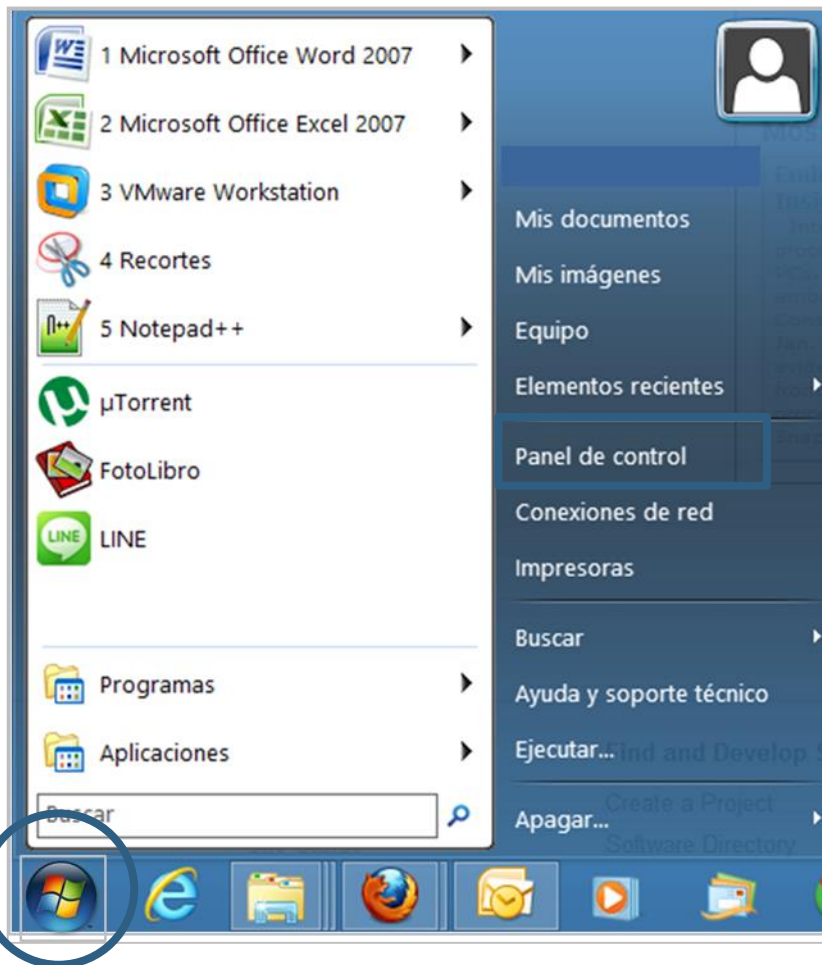 1 Microsoft Office Word 2007
2 Microsoft Office Excel 2007
3 VMware Workstation
4 Recortes
5 Notepad++
µTorrent
FotoLibro
LINE
LINE
Programas
Aplicaciones
Buscar
Mis documentos
Mis imágenes
Equipo
Elementos recientes
Panel de control
Conexiones de red
Impresoras
Buscar
Ayuda y soporte técnico
Ejecutar...
Find and Develop
Create a Project
Apagar...
Software Directory